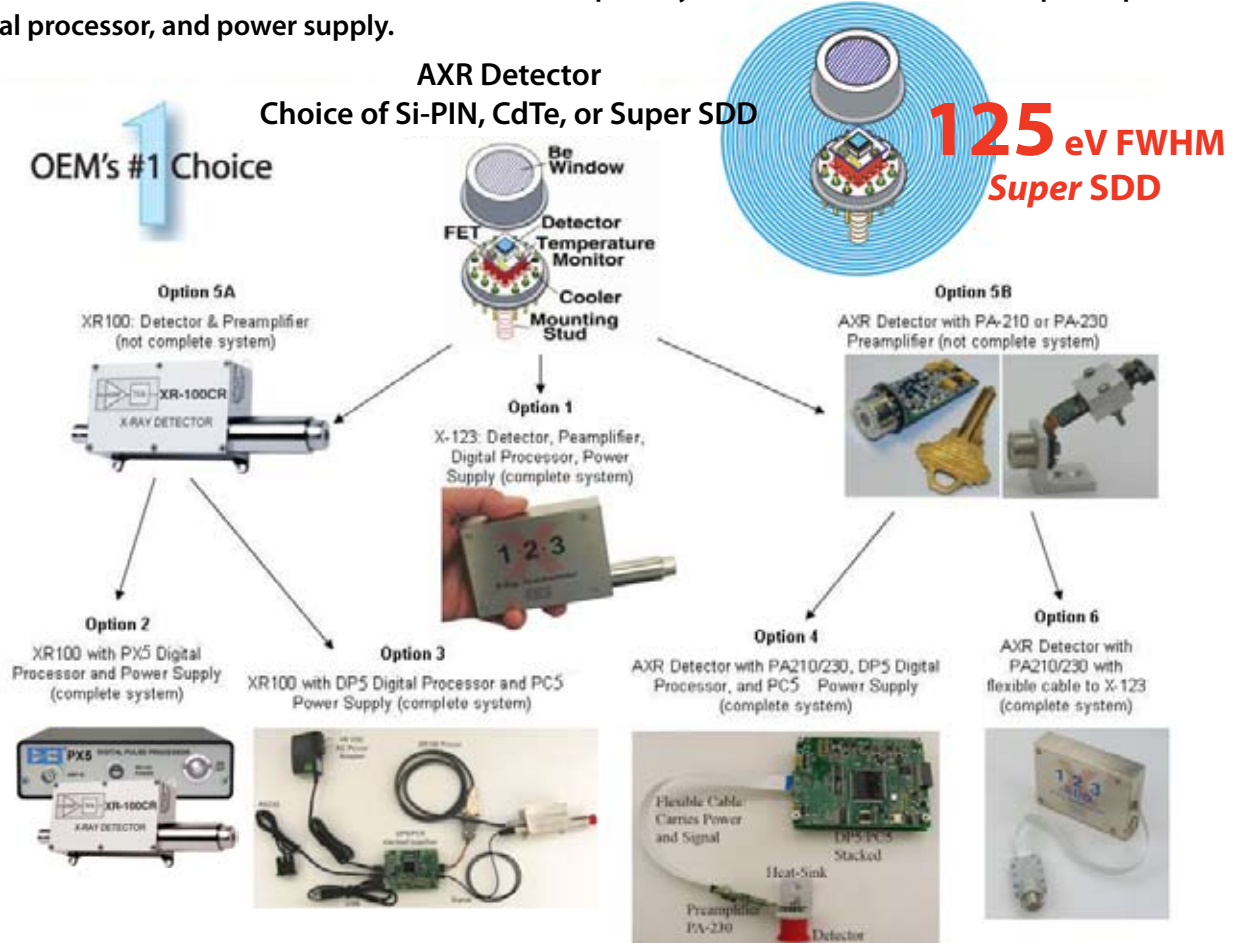 al processor, and power supply.
AXR Detector
Choice of Si-PIN, CdTe, or Super SDD
OEM's #1 Choice
1
125 eV FWHM
Super SDD
Be
Window
Detector
FET
Temperature
Monitor
Cooler
Mounting
Stud
Option 5A
XR100: Detector & Preamplifier
(not complete system)
XR-100CR
X-RAY DETECTOR
Option 1
X-123: Detector, Peamplifier,
Digital Processor, Power
Supply (complete system)
1·2·3
Option 5B
AXR Detector with PA-210 or PA-230
Preamplifier (not complete system)
Option 2
XR100 with PX5 Digital
Processor and Power Supply
(complete system)
PX5 DIGITAL PULSE PROCESSOR
XR-100CR
X-RAY DETECTOR
Option 3
XR100 with DP5 Digital Processor and PC5
Power Supply (complete system)
Option 4
AXR Detector with PA210/230, DP5 Digital
Processor, and PC5 Power Supply
(complete system)
Flexible Cable:
Carries Power
and Signal
DP5/PC5
Stacked
Heat-Sink
Preamplifier
PA-230
Detector
Option 6
AXR Detector with
PA210/230 with
flexible cable to X-123
(complete system)
1 2 3